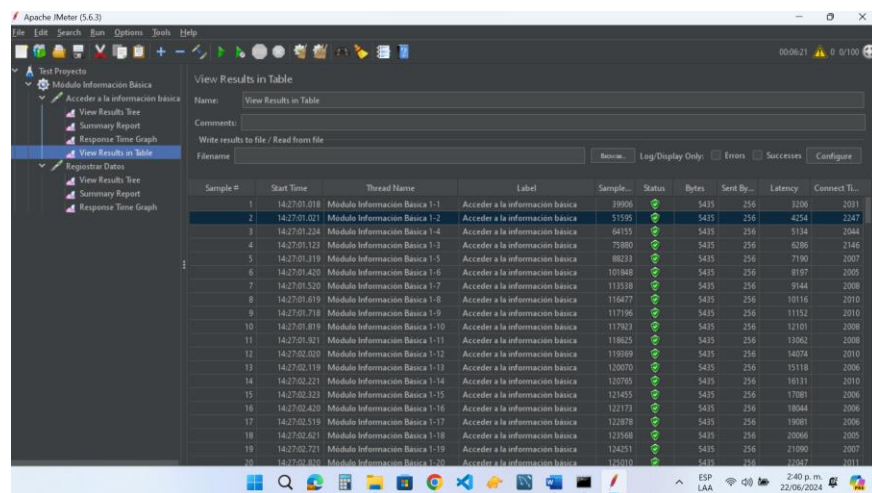 Apache JMeter (5.6.3)
File Edit Search Run Options Tools Help
00:06:21 0 0/100
Test Proyecto
Módulo Información Básica
Acceder a la información básica
View Results Tree
Summary Report
Response Time Graph
View Results in Table
Registrar Datos
View Results Tree
Summary Report
Response Time Graph
View Results in Table
Name: View Results in Table
Comments:
Write results to file / Read from file
Filename Browse... Log/Display Only: Errors Successes Configure
Sample # Start Time Thread Name Label Sample... Status Bytes Sent By... Latency Connect Ti...
1 14:27:01.018 Módulo Información Básica 1-1 Acceder a la información básica 39906 5435 256 3206 2031
2 14:27:01.021 Módulo Información Básica 1-2 Acceder a la información básica 51595 5435 256 4254 2247
3 14:27:01.224 Módulo Información Básica 1-4 Acceder a la información básica 64155 5435 256 5134 2044
4 14:27:01.123 Módulo Información Básica 1-3 Acceder a la información básica 75880 5435 256 6286 2146
5 14:27:01.319 Módulo Información Básica 1-5 Acceder a la información básica 88233 5435 256 7190 2007
6 14:27:01.420 Módulo Información Básica 1-6 Acceder a la información básica 101848 5435 256 8197 2005
7 14:27:01.520 Módulo Información Básica 1-7 Acceder a la información básica 113538 5435 256 9144 2008
8 14:27:01.619 Módulo Información Básica 1-8 Acceder a la información básica 116477 5435 256 10116 2010
9 14:27:01.718 Módulo Información Básica 1-9 Acceder a la información básica 117196 5435 256 11152 2010
10 14:27:01.819 Módulo Información Básica 1-10 Acceder a la información básica 117923 5435 256 12101 2008
11 14:27:01.921 Módulo Información Básica 1-11 Acceder a la información básica 118625 5435 256 13062 2008
12 14:27:02.020 Módulo Información Básica 1-12 Acceder a la información básica 119369 5435 256 14074 2010
13 14:27:02.119 Módulo Información Básica 1-13 Acceder a la información básica 120070 5435 256 15118 2006
14 14:27:02.221 Módulo Información Básica 1-14 Acceder a la información básica 120765 5435 256 16131 2010
15 14:27:02.323 Módulo Información Básica 1-15 Acceder a la información básica 121455 5435 256 17081 2006
16 14:27:02.420 Módulo Información Básica 1-16 Acceder a la información básica 122173 5435 256 18044 2006
17 14:27:02.519 Módulo Información Básica 1-17 Acceder a la información básica 122878 5435 256 19081 2006
18 14:27:02.621 Módulo Información Básica 1-18 Acceder a la información básica 123568 5435 256 20066 2005
19 14:27:02.721 Módulo Información Básica 1-19 Acceder a la información básica 124251 5435 256 21090 2007
20 14:27:02.820 Módulo Información Básica 1-20 Acceder a la información básica 125010 5435 256 22047 2011
ESP
LAA
2:40 p. m.
22/06/2024